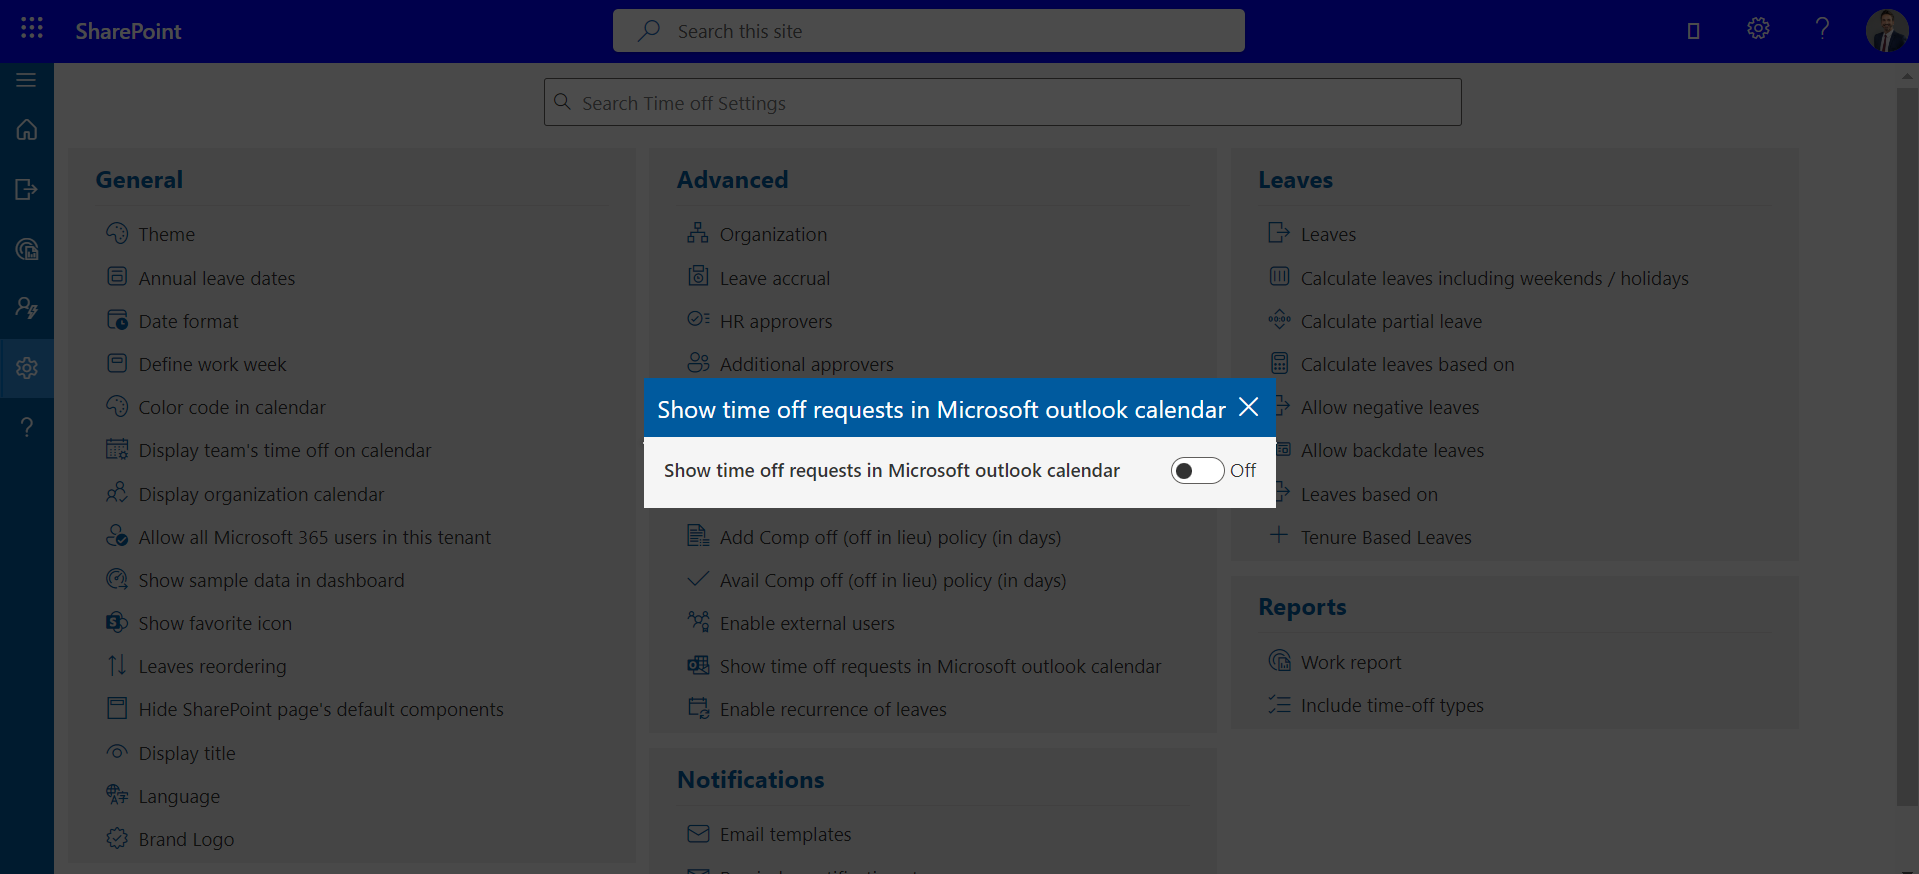 SharePoint
Search this site
Search Time off Settings
General
Theme
Annual leave dates
Date format
Define work week
Color code in calendar
Display team's time off on calendar
Display organization calendar
Allow all Microsoft 365 users in this tenant
Show sample data in dashboard
Show favorite icon
Leaves reordering
Hide SharePoint page's default components
Display title
Language
Brand Logo
Advanced
Organization
Leave accrual
HR approvers
Additional approvers
Show time off requests in Microsoft outlook calendar
Show time off requests in Microsoft outlook calendar Off
Add Comp off (off in lieu) policy (in days)
Avail Comp off (off in lieu) policy (in days)
Enable external users
Show time off requests in Microsoft outlook calendar
Enable recurrence of leaves
Notifications
Email templates
Leaves
Leaves
Calculate leaves including weekends / holidays
Calculate partial leave
Calculate leaves based on
Allow negative leaves
Allow backdate leaves
Leaves based on
Tenure Based Leaves
Reports
Work report
Include time-off types